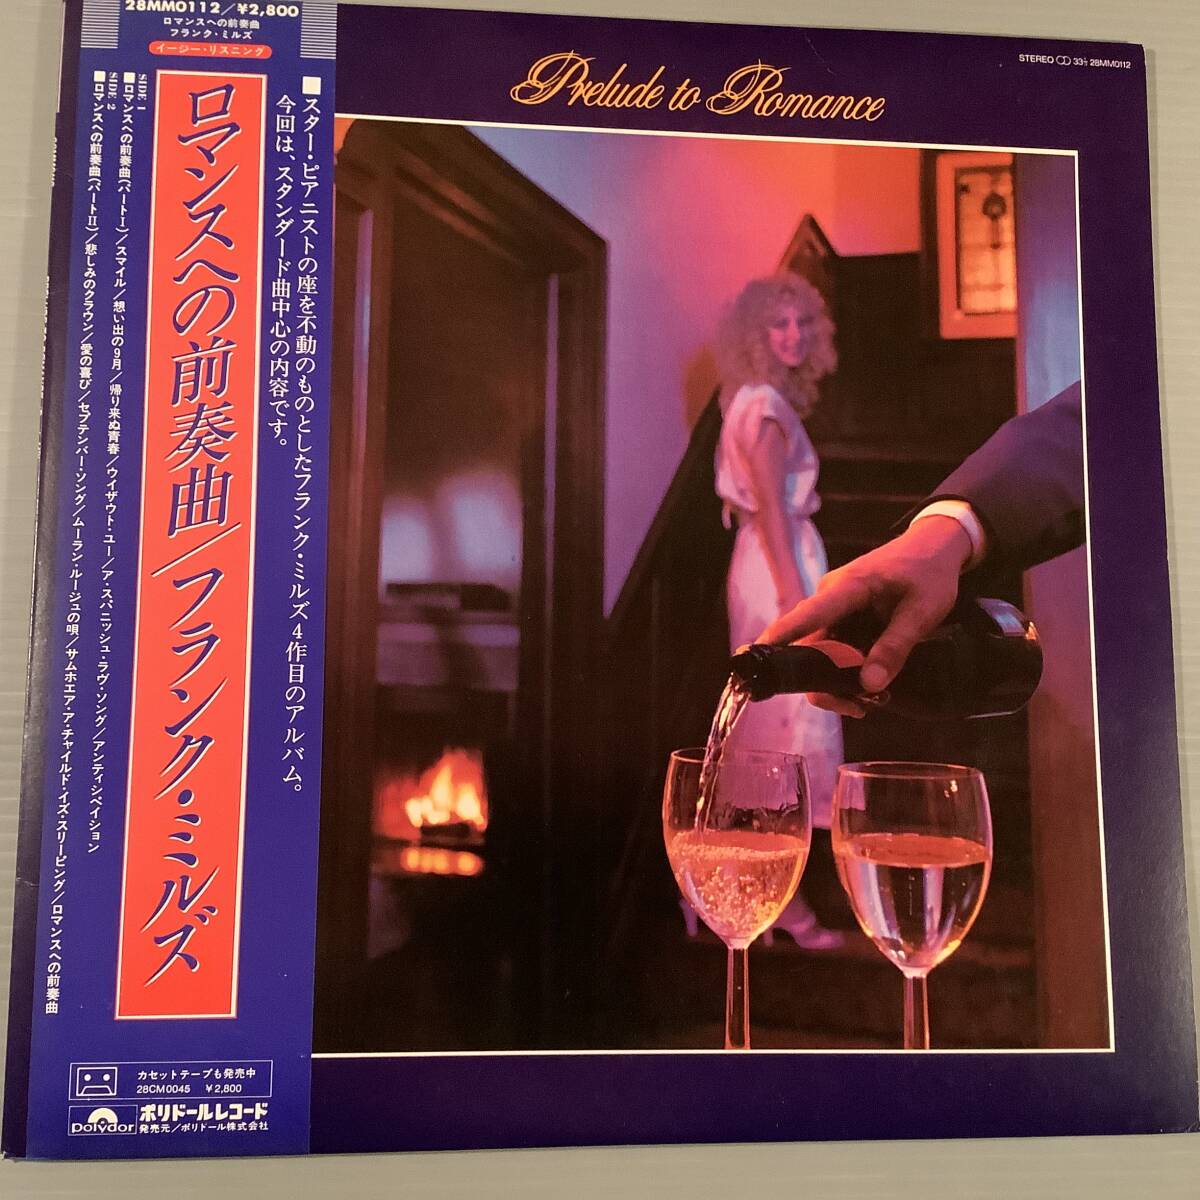 28MM0112/¥2,800
ロマンスへの前奏曲
フランク・ミルズ
イージー・リスニング
Prelude to Romance
STEREO 33⅓ 28MM0112
■スター・ピアニストの座を不動のものとしたフランク・ミルズ4作目のアルバム。
今回は、スタンダード曲中心の内容です。
ロマンスへの前奏曲/フランク・ミルズ
SIDE 1
■ロマンスへの前奏曲(パートI)/スマイル/想い出の9月/帰り来ぬ青春/ウイザウト・ユー/ア・スパニッシュ・ラヴ・ソング/アンティシペイション
SIDE 2
■ロマンスへの前奏曲(パートII)/悲しみのクラウン/愛の喜び/セプテンバー・ソング/ムーラン・ルージュの唄/サムホエア・ア・チャイルド・イズ・スリーピング/ロマンスへの前奏曲
カセットテープも発売中
28CM0045 ¥2,800
polydor
ポリドールレコード
発売元/ポリドール株式会社